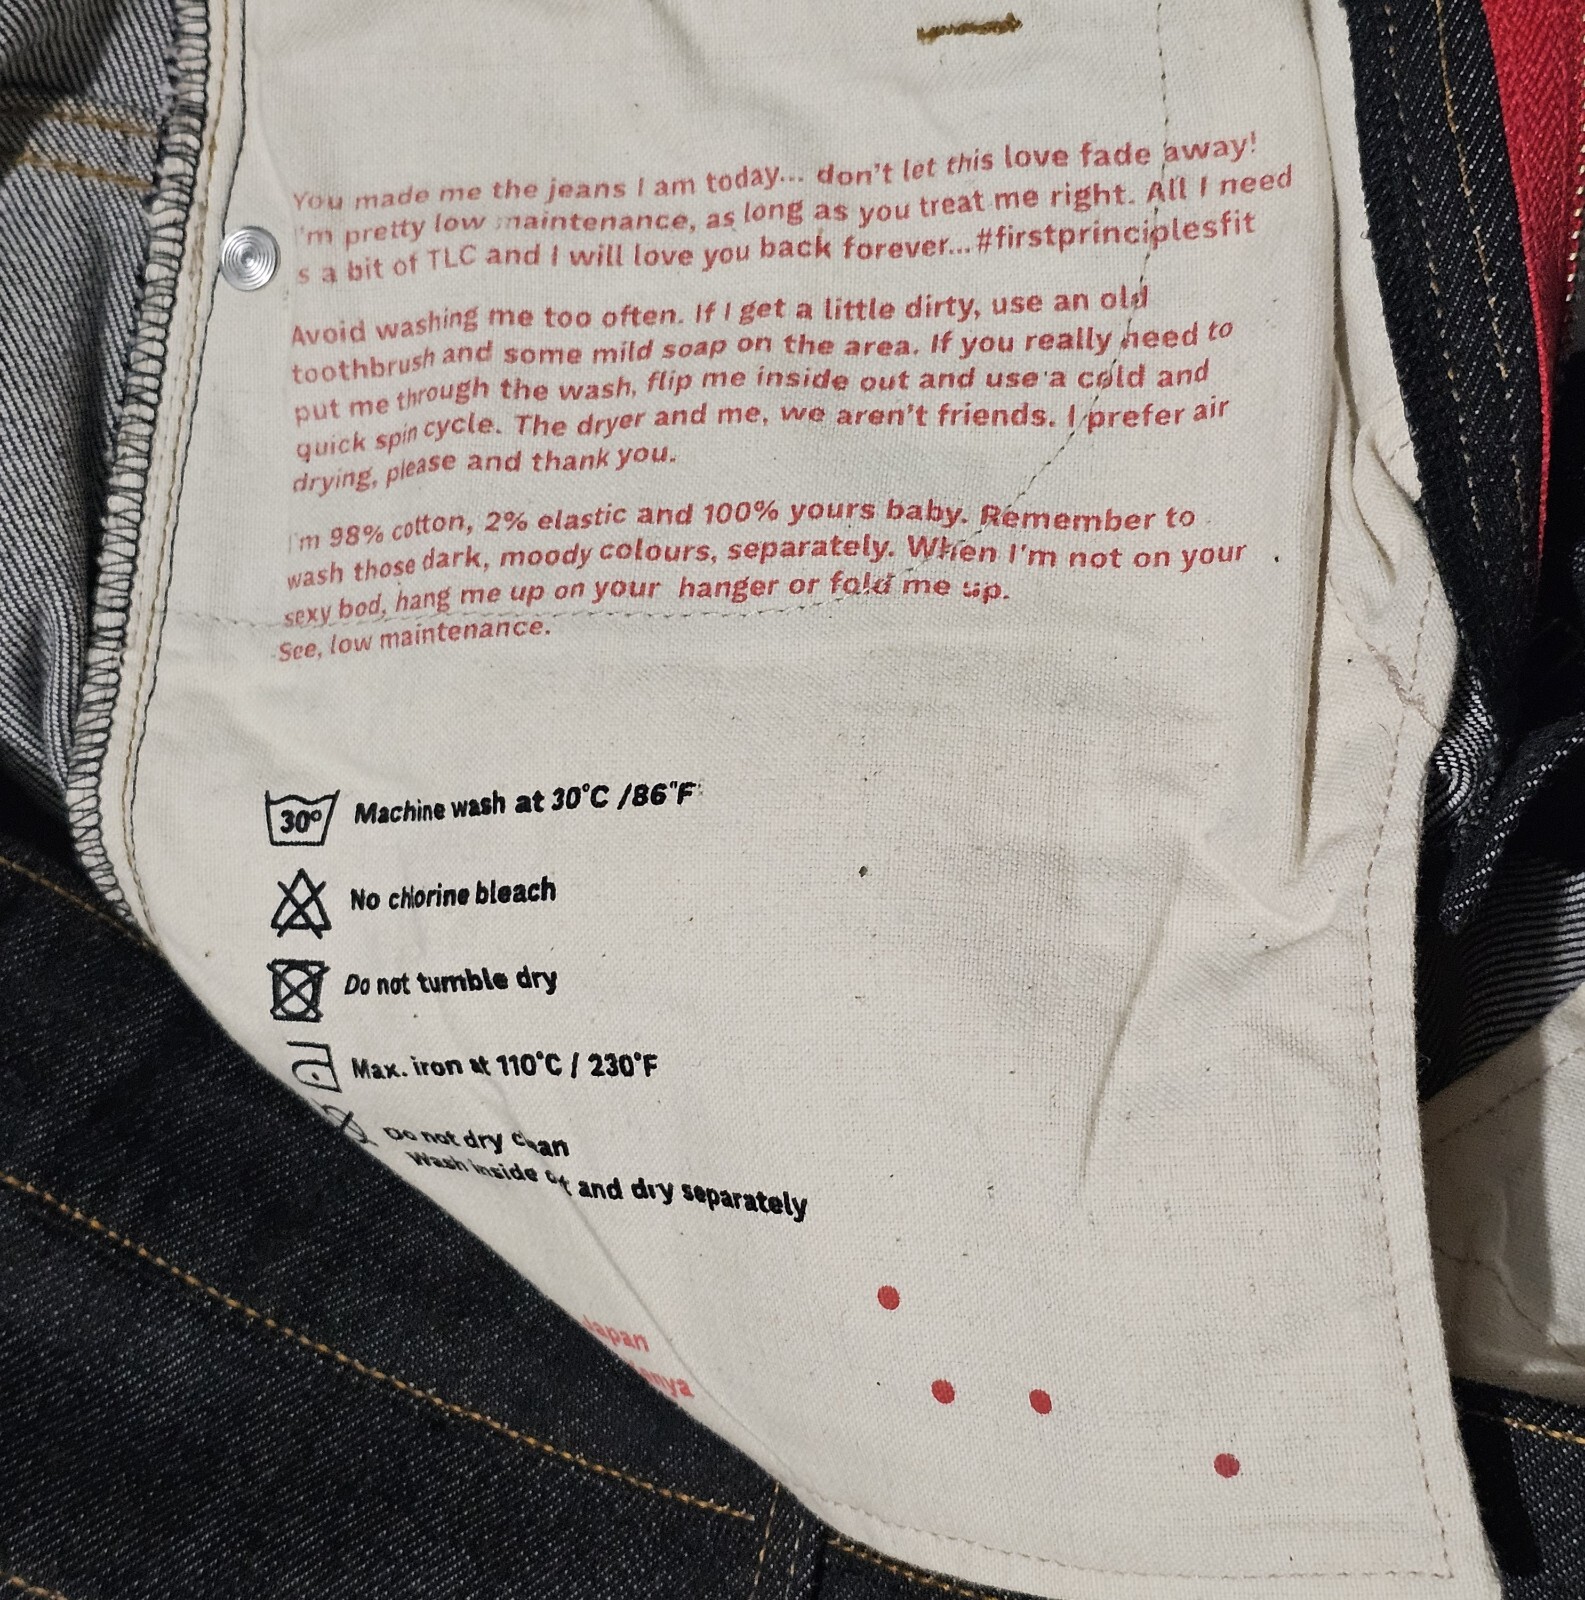 You made me the jeans I am today... don't let this love fade away!
I'm pretty low maintenance, as long as you treat me right. All I need
s a bit of TLC and I will love you back forever...#firstprinciplesfit
Avoid washing me too often. If I get a little dirty, use an old
toothbrush and some mild soap on the area. If you really need to
put me through the wash, flip me inside out and use a cold and
quick spin cycle. The dryer and me, we aren't friends. I prefer air
drying, please and thank you.
I'm 98% cotton, 2% elastic and 100% yours baby. Remember to
wash those dark, moody colours, separately. When I'm not on your
sexy bod, hang me up on your hanger or fold me up.
See, low maintenance.
30° Machine wash at 30°C /86°F
No chlorine bleach
Do not tumble dry
Max. iron at 110°C / 230°F
Do not dry clean
Wash inside out and dry separately
Japan